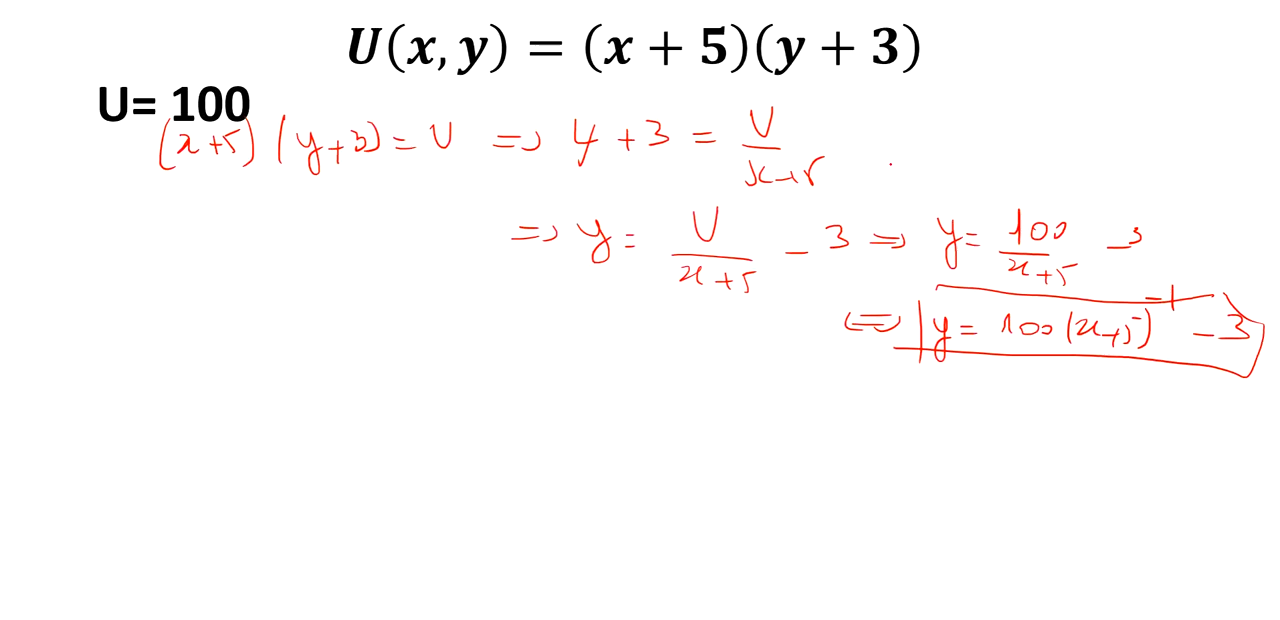 U(x, y) = (x + 5)(y + 3)
U= 100
(x+5) (y+3) = U => y + 3 = U/(x+5)
=> y = U/(x+5) - 3 => y = 100/(x+5) - 3
<=> y = 100 (x+5)^-1 - 3